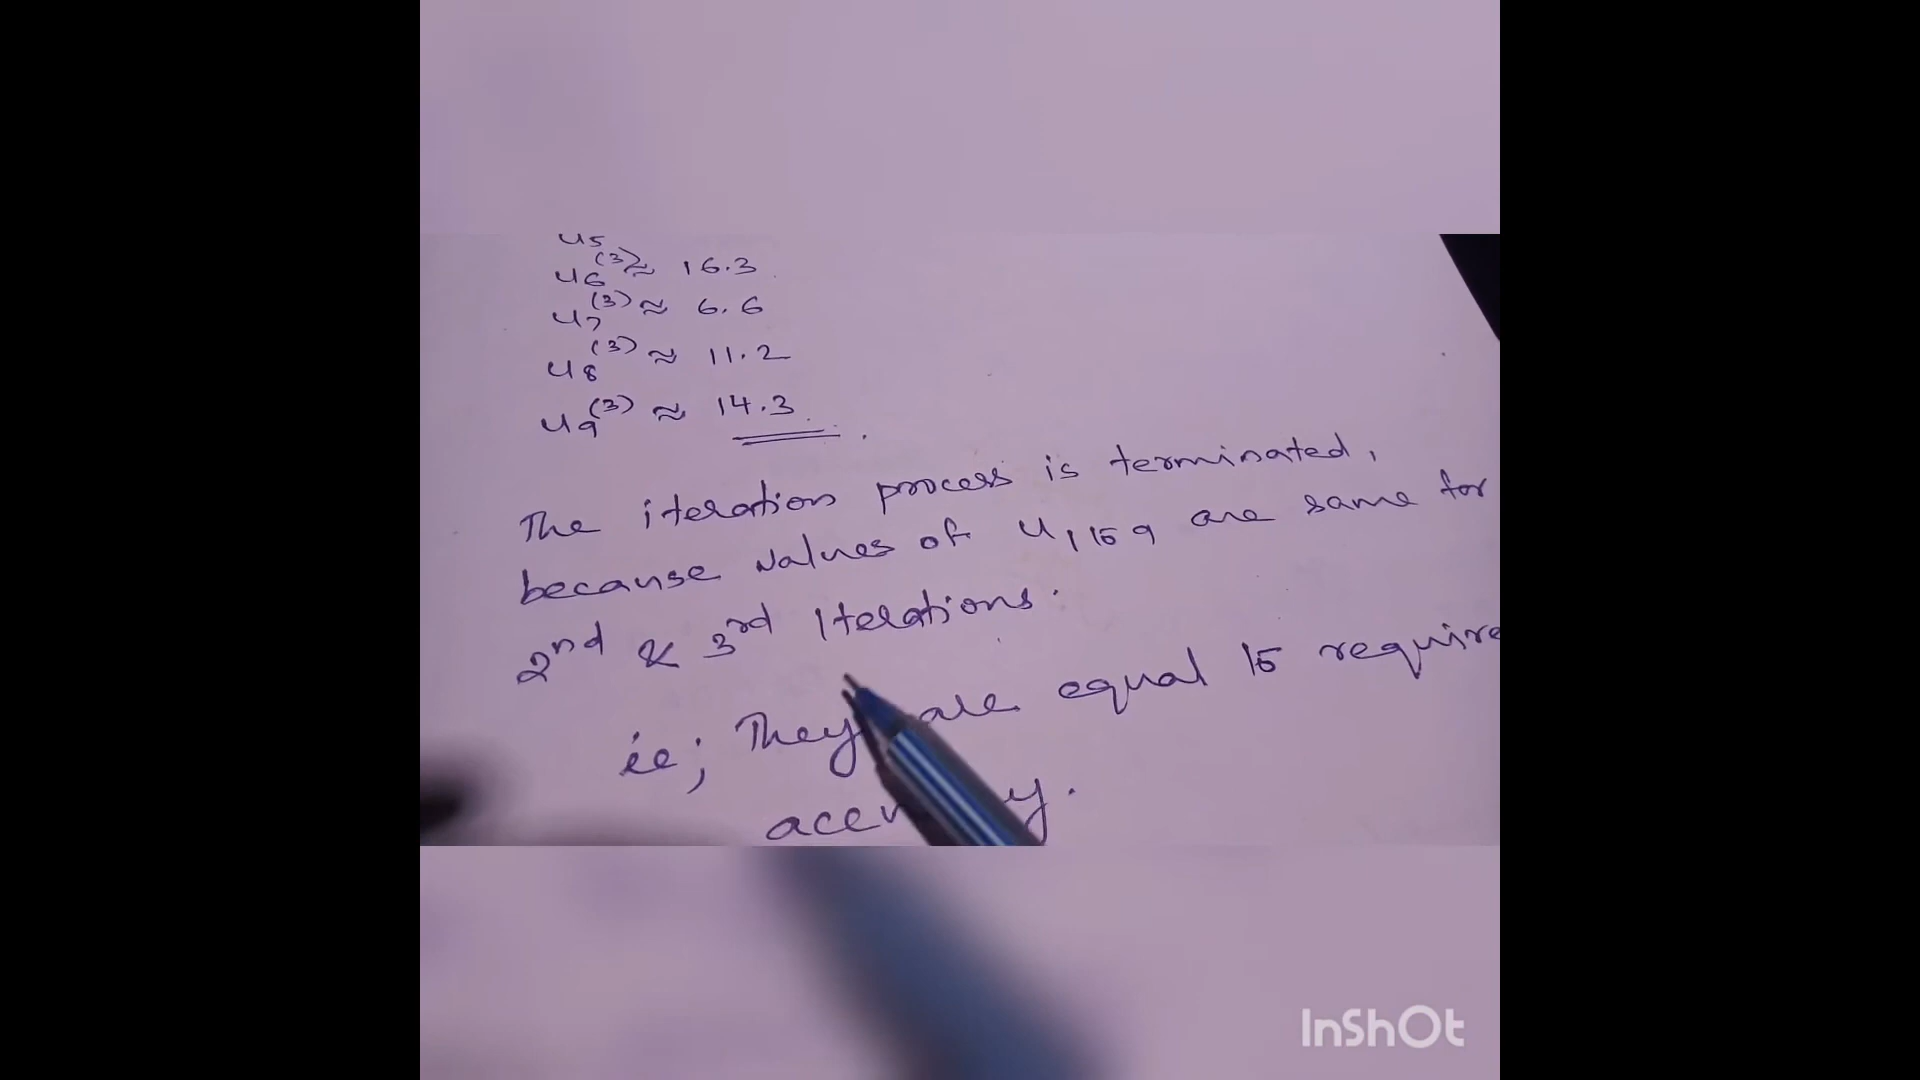 u5
u6(3) ≈ 16.3
u7(3) ≈ 6.6
u8(3) ≈ 11.2
u9(3) ≈ 14.3
The iteration process is terminated,
because values of u1 to 9 are same for
2nd & 3rd Iterations.
ie; They are equal to require
InShOt